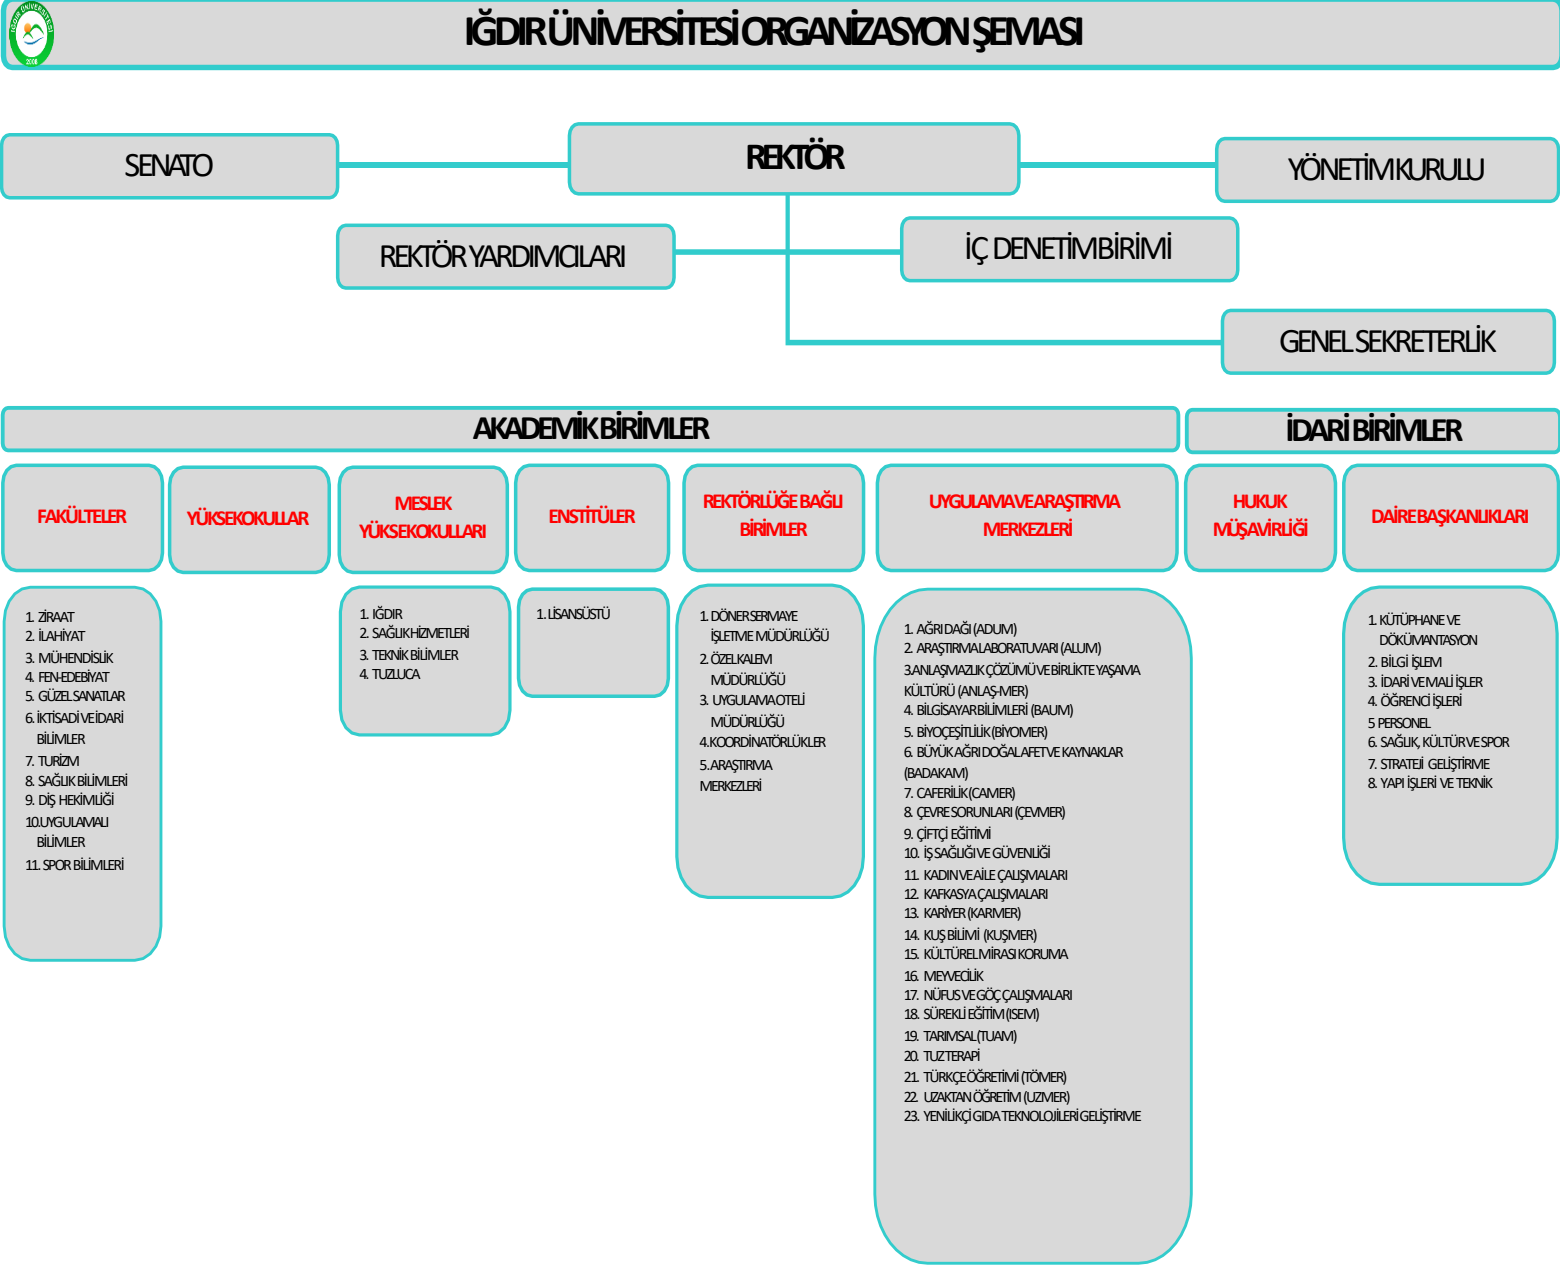 IĞDIR ÜNİVERSİTESİ
2008
IĞDIR ÜNİVERSİTESİ ORGANİZASYON ŞEMASI
SENATO
REKTÖR
YÖNETİM KURULU
REKTÖR YARDIMCILARI
İÇ DENETİM BİRİMİ
GENEL SEKRETERLİK
AKADEMİK BİRİMLER
İDARİ BİRİMLER
FAKÜLTELER
YÜKSEKOKULLAR
MESLEK
YÜKSEKOKULLARI
ENSTİTÜLER
REKTÖRLÜĞE BAĞLI
BİRİMLER
UYGULAMA VE ARAŞTIRMA
MERKEZLERİ
HUKUK
MÜŞAVİRLİĞİ
DAİRE BAŞKANLIKLARI
1. ZİRAAT
2. İLAHİYAT
3. MÜHENDİSLİK
4. FEN-EDEBİYAT
5. GÜZEL SANATLAR
6. İKTİSADİ VE İDARİ
BİLİMLER
7. TURİZM
8. SAĞLIK BİLİMLERİ
9. DİŞ HEKİMLİĞİ
10.UYGULAMALI
BİLİMLER
11. SPOR BİLİMLERİ
1. IĞDIR
2. SAĞLIK HİZMETLERİ
3. TEKNİK BİLİMLER
4. TUZLUCA
1. LİSANSÜSTÜ
1. DÖNER SERMAYE
İŞLETME MÜDÜRLÜĞÜ
2. ÖZEL KALEM
MÜDÜRLÜĞÜ
3. UYGULAMA OTELİ
MÜDÜRLÜĞÜ
4.KOORDİNATÖRLÜKLER
5. ARAŞTIRMA
MERKEZLERİ
1. AĞRI DAĞI (ADUM)
2. ARAŞTIRMA LABORATUVARI (ALUM)
3.ANLAŞMAZLIK ÇÖZÜMÜ VE BİRLİKTE YAŞAMA
KÜLTÜRÜ (ANLAŞ-MER)
4. BİLGİSAYAR BİLİMLERİ (BAUM)
5. BİYOÇEŞİTLİLİK (BİYOMER)
6. BÜYÜK AĞRI DOĞAL AFET VE KAYNAKLAR
(BADAKAM)
7. CAFERİLİK (CAMER)
8. ÇEVRE SORUNLARI (ÇEVMER)
9. ÇİFTÇİ EĞİTİMİ
10. İŞ SAĞLIĞI VE GÜVENLİĞİ
11. KADIN VE AİLE ÇALIŞMALARI
12. KAFKASYA ÇALIŞMALARI
13. KARİYER (KARMER)
14. KUŞ BİLİMİ (KUŞMER)
15. KÜLTÜREL MİRASI KORUMA
16. MEYVECİLİK
17. NÜFUS VE GÖÇ ÇALIŞMALARI
18. SÜREKLİ EĞİTİM (ISEM)
19. TARIMSAL (TUAM)
20. TUZ TERAPİ
21. TÜRKÇE ÖĞRETİMİ (TÖMER)
22. UZAKTAN ÖĞRETİM (UZMER)
23. YENİLİKÇİ GIDA TEKNOLOJİLERİ GELİŞTİRME
1. KÜTÜPHANE VE
DÖKÜMANTASYON
2. BİLGİ İŞLEM
3. İDARİ VE MALİ İŞLER
4. ÖĞRENCİ İŞLERİ
5 PERSONEL
6. SAĞLIK, KÜLTÜR VE SPOR
7. STRATEJİ GELİŞTİRME
8. YAPI İŞLERİ VE TEKNİK